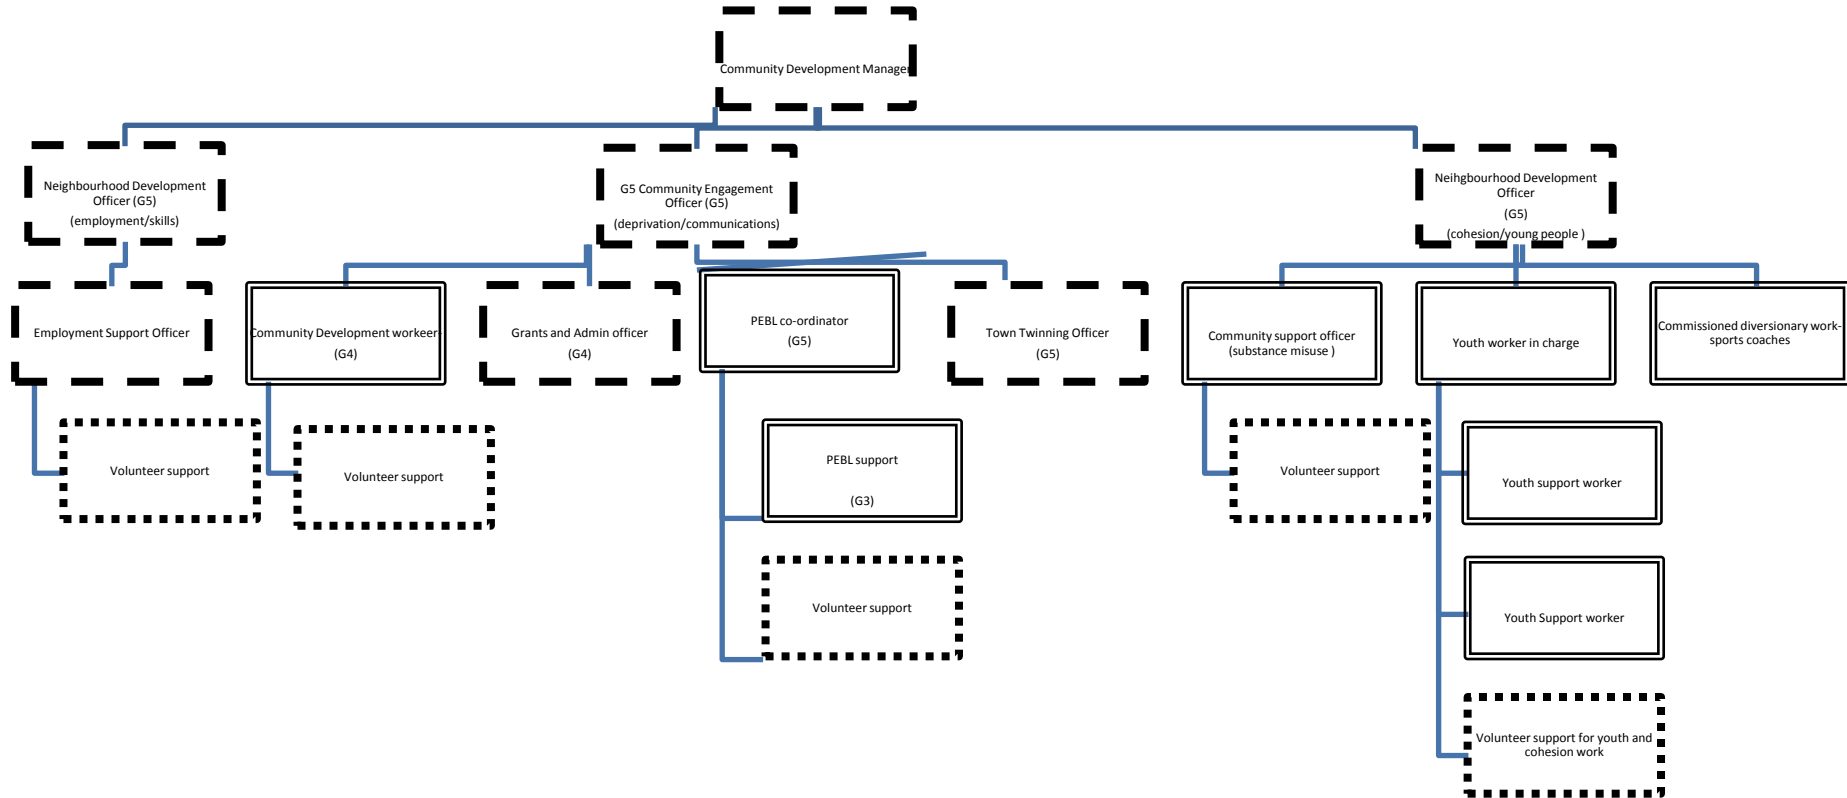 Community Development Manager
Neighbourhood Development
Officer (G5)
(employment/skills)
G5 Community Engagement
Officer (G5)
(deprivation/communications)
Neihgbourhood Development
Officer
(G5)
(cohesion/young people )
Employment Support Officer
Community Development workeer-
(G4)
Grants and Admin officer
(G4)
PEBL co-ordinator
(G5)
Town Twinning Officer
(G5)
Community support officer
(substance misuse )
Youth worker in charge
Commissioned diversionary work-
sports coaches
Volunteer support
Volunteer support
PEBL support
(G3)
Volunteer support
Youth support worker
Volunteer support
Youth Support worker
Volunteer support for youth and
cohesion work